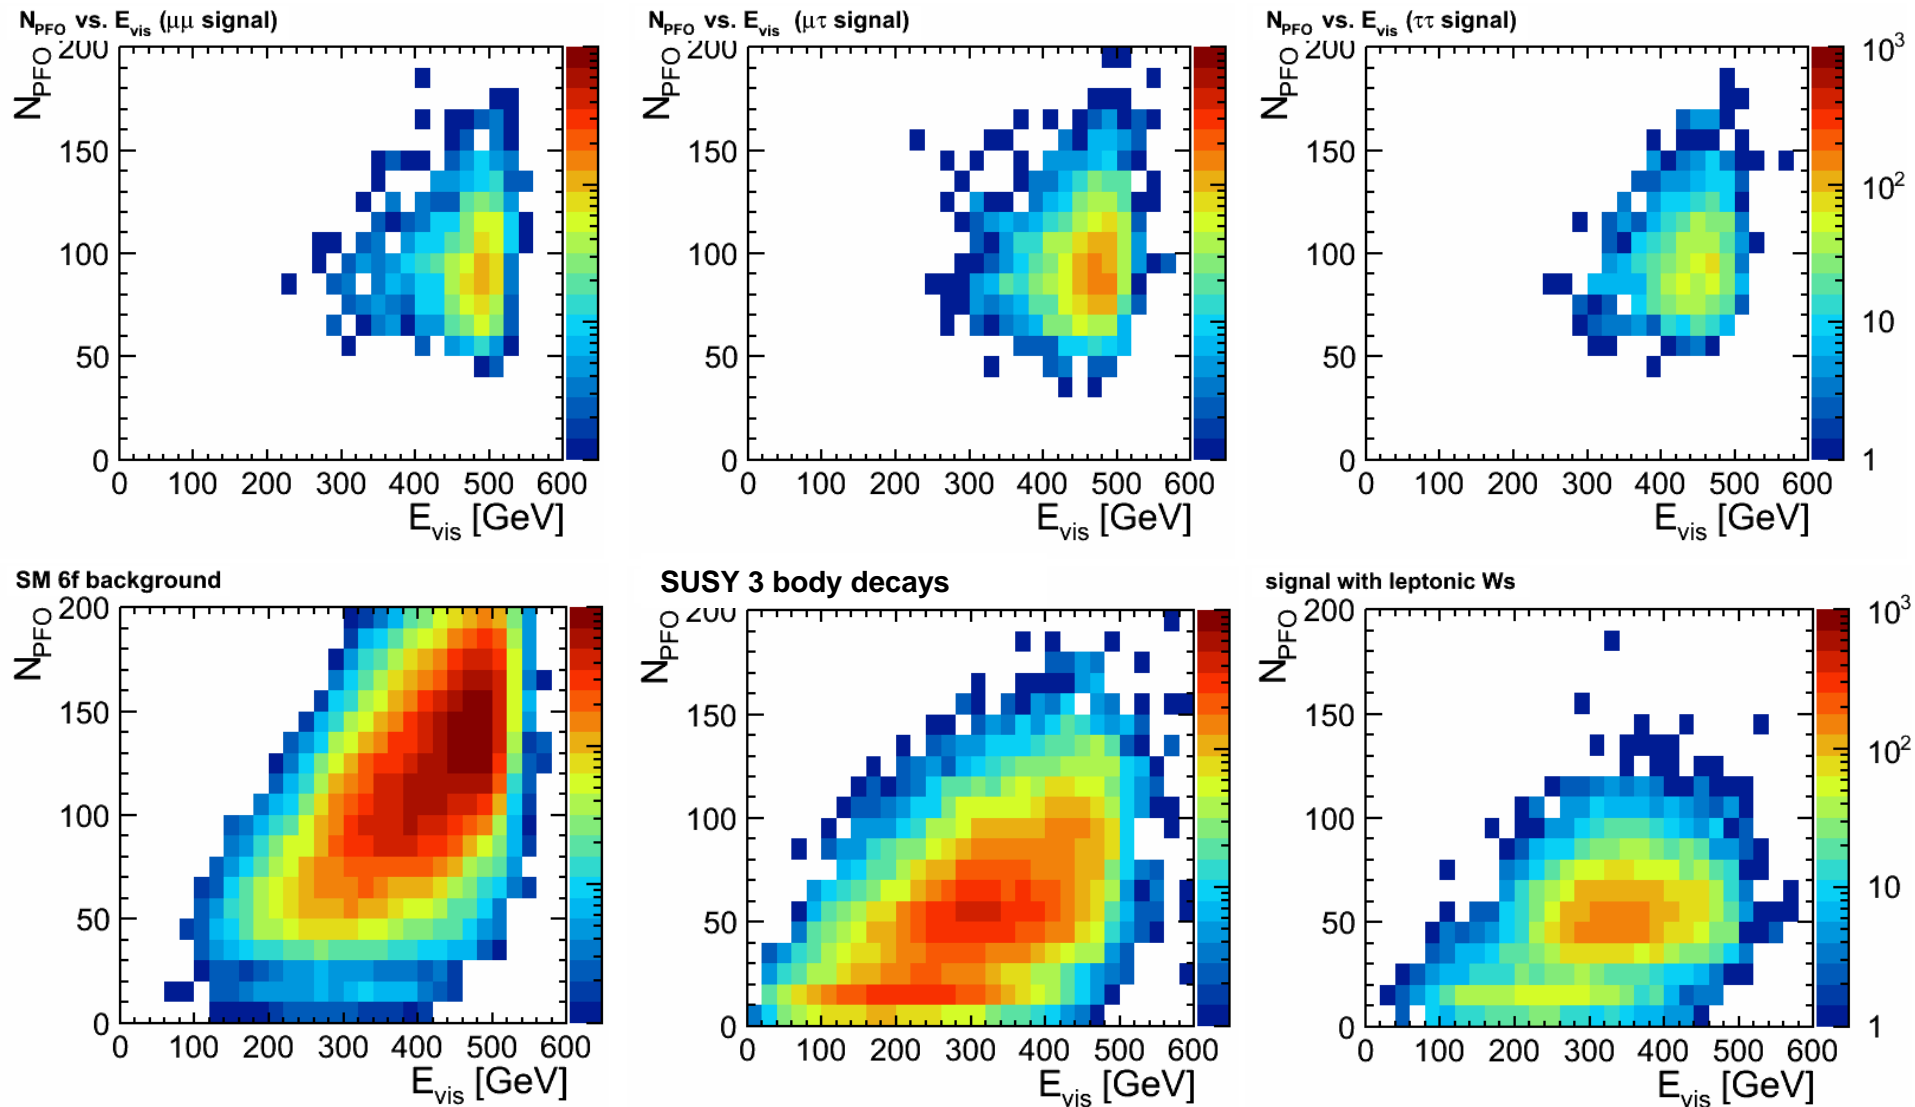 N_PFO vs. E_vis (μμ signal)
N_PFO vs. E_vis (μτ signal)
N_PFO vs. E_vis (ττ signal)
N_PFO
200
150
100
50
0
0 100 200 300 400 500 600
E_vis [GeV]
N_PFO
200
150
100
50
0
0 100 200 300 400 500 600
E_vis [GeV]
N_PFO
200
150
100
50
0
0 100 200 300 400 500 600
E_vis [GeV]
10^3
10^2
10
1
SM 6f background
SUSY 3 body decays
signal with leptonic Ws
N_PFO
200
150
100
50
0
0 100 200 300 400 500 600
E_vis [GeV]
N_PFO
200
150
100
50
0
0 100 200 300 400 500 600
E_vis [GeV]
N_PFO
200
150
100
50
0
0 100 200 300 400 500 600
E_vis [GeV]
10^3
10^2
10
1